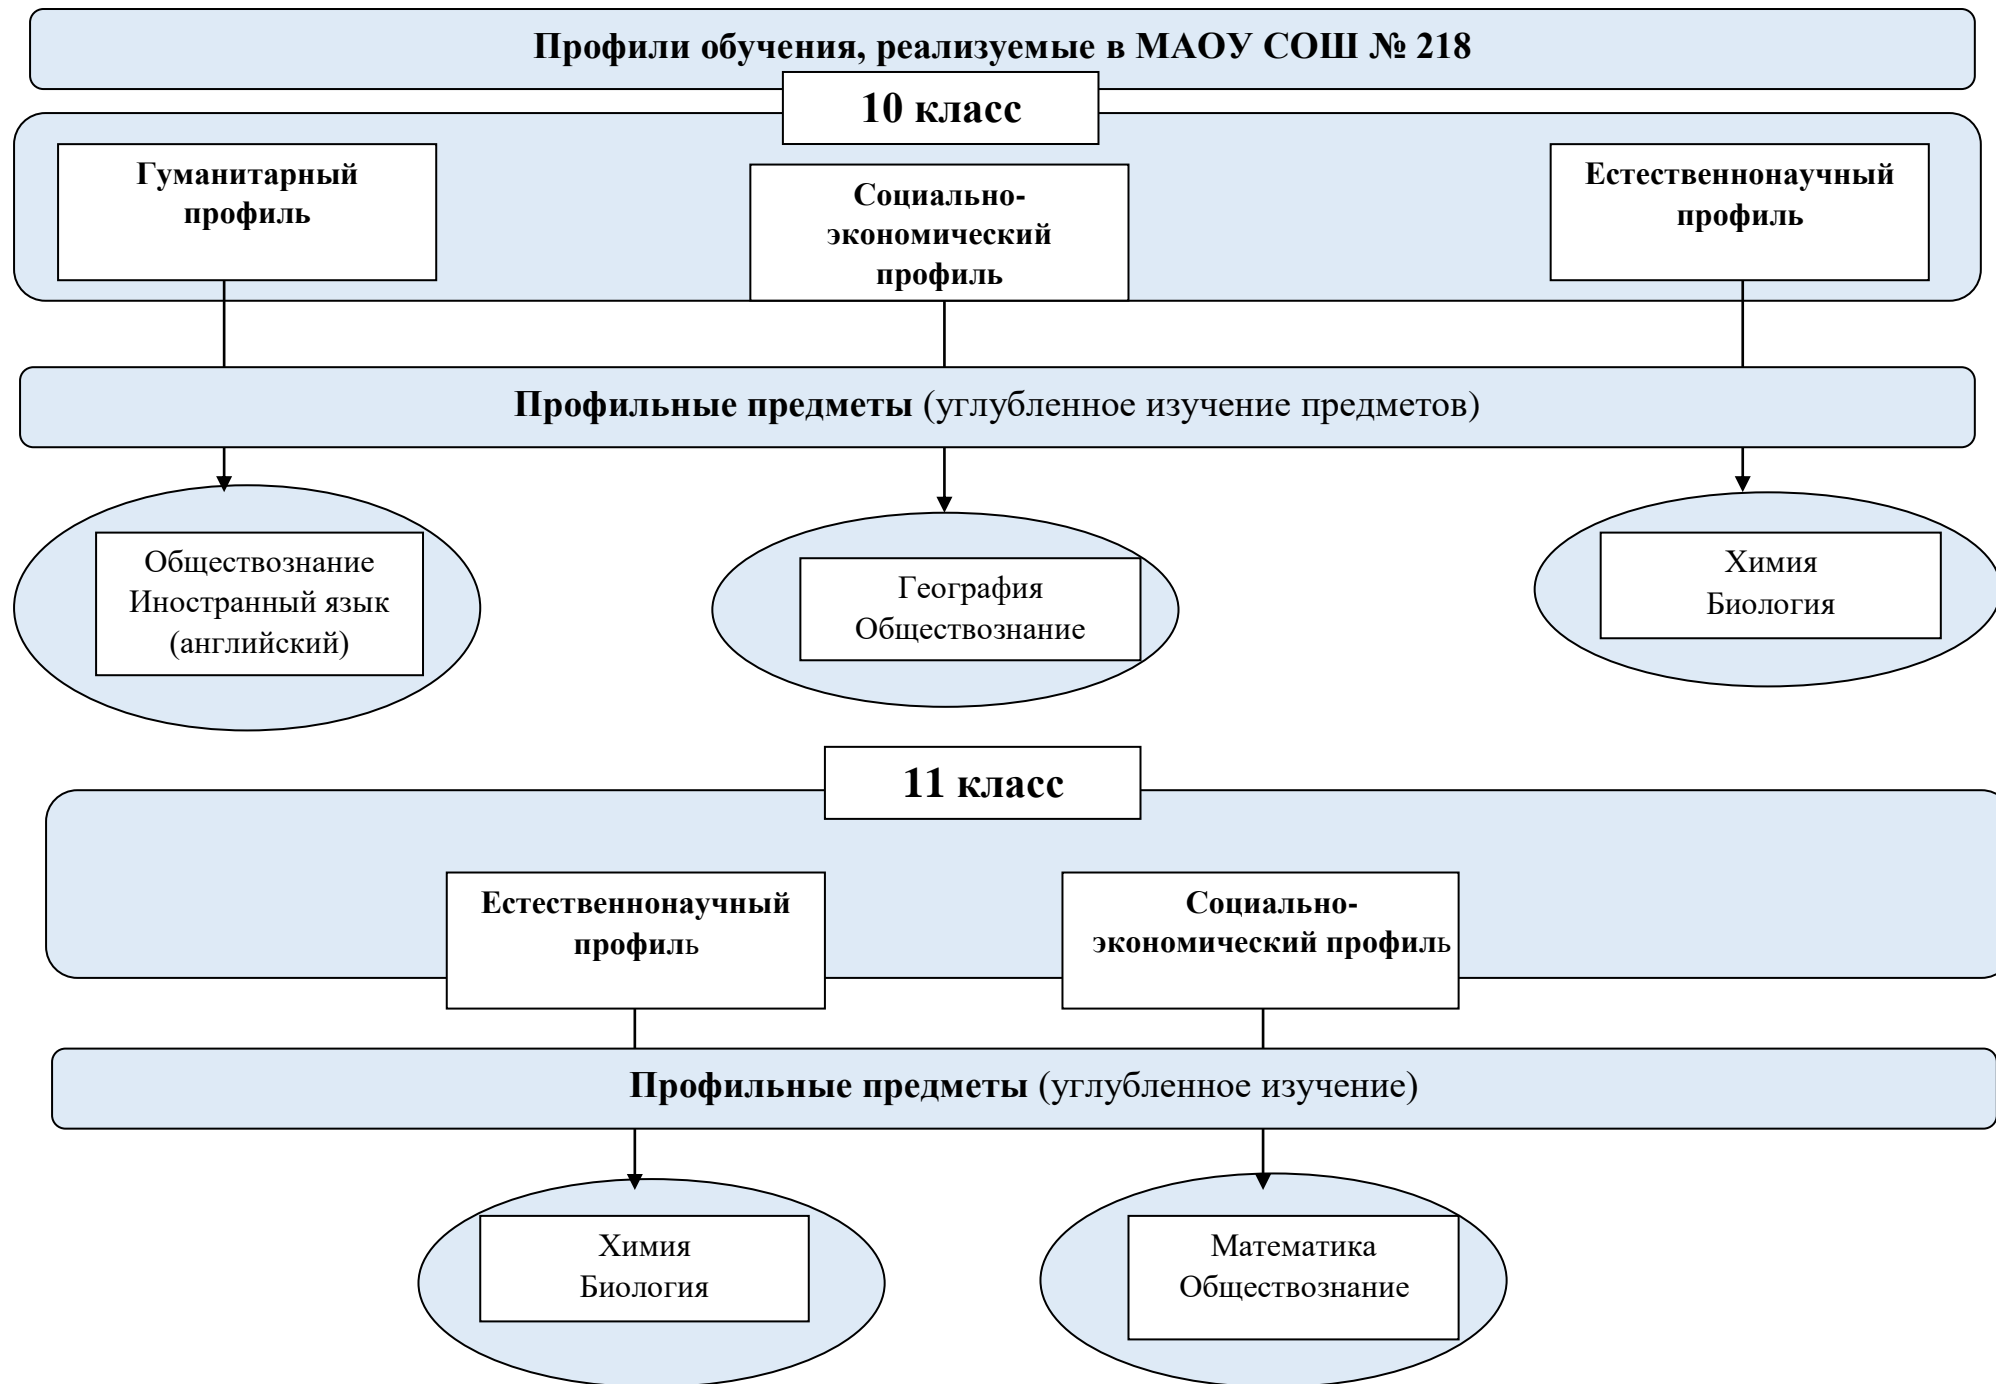 Профили обучения, реализуемые в МАОУ СОШ № 218
10 класс
Гуманитарный
профиль
Социально-
экономический
профиль
Естественнонаучный
профиль
Профильные предметы (углубленное изучение предметов)
Обществознание
Иностранный язык
(английский)
География
Обществознание
Химия
Биология
11 класс
Естественнонаучный
профиль
Социально-
экономический профиль
Профильные предметы (углубленное изучение)
Химия
Биология
Математика
Обществознание